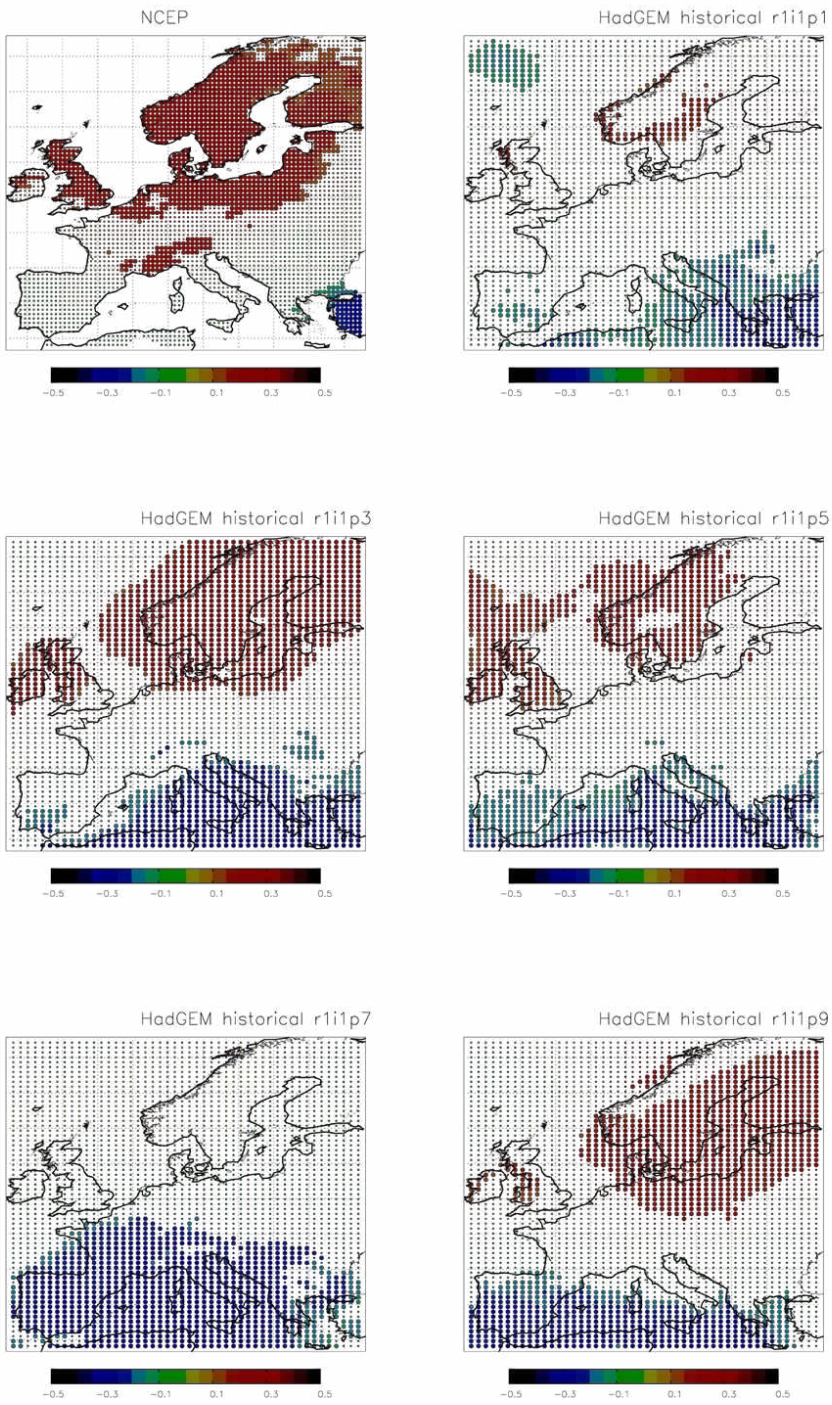 NCEP
HadGEM historical r1i1p1
-0.5 -0.3 -0.1 0.1 0.3 0.5
-0.5 -0.3 -0.1 0.1 0.3 0.5
HadGEM historical r1i1p3
HadGEM historical r1i1p5
-0.5 -0.3 -0.1 0.1 0.3 0.5
-0.5 -0.3 -0.1 0.1 0.3 0.5
HadGEM historical r1i1p7
HadGEM historical r1i1p9
-0.5 -0.3 -0.1 0.1 0.3 0.5
-0.5 -0.3 -0.1 0.1 0.3 0.5